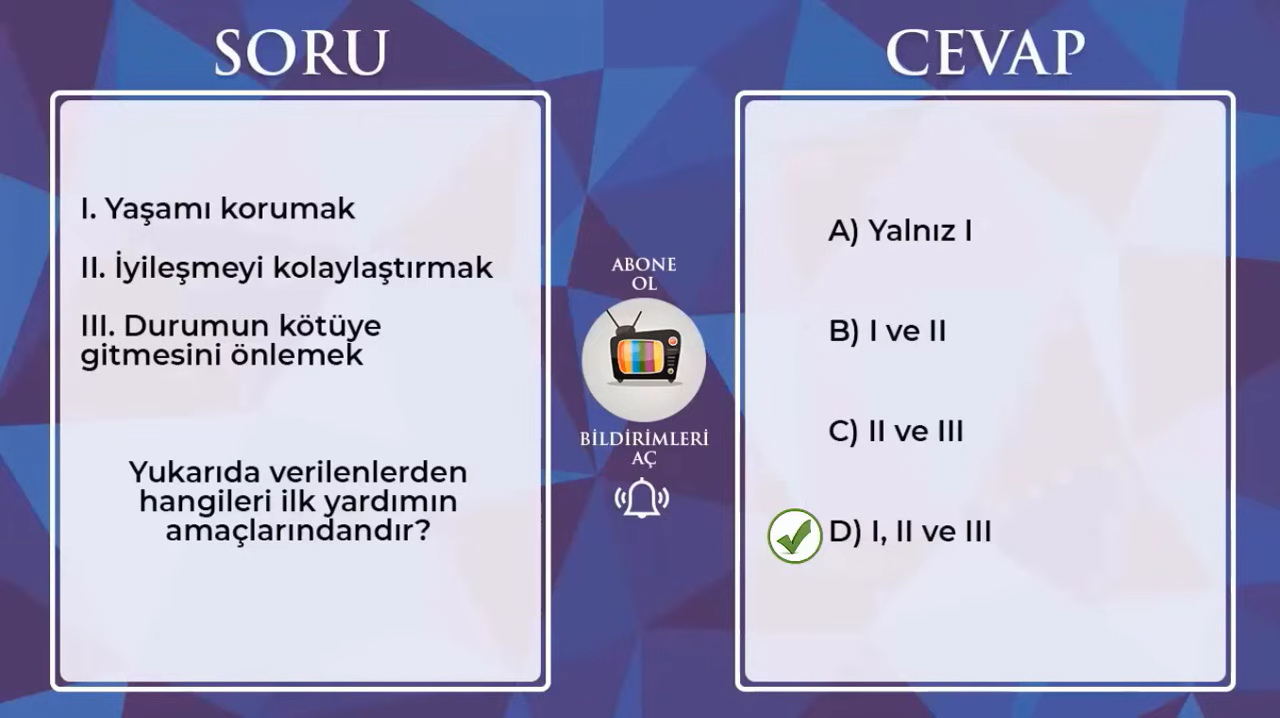 SORU
I. Yaşamı korumak
II. İyileşmeyi kolaylaştırmak
III. Durumun kötüye
gitmesini önlemek
Yukarıda verilenlerden
hangileri ilk yardımın
amaçlarındandır?
ABONE
OL
BİLDİRİMLERİ
AÇ
CEVAP
A) Yalnız I
B) I ve II
C) II ve III
D) I, II ve III